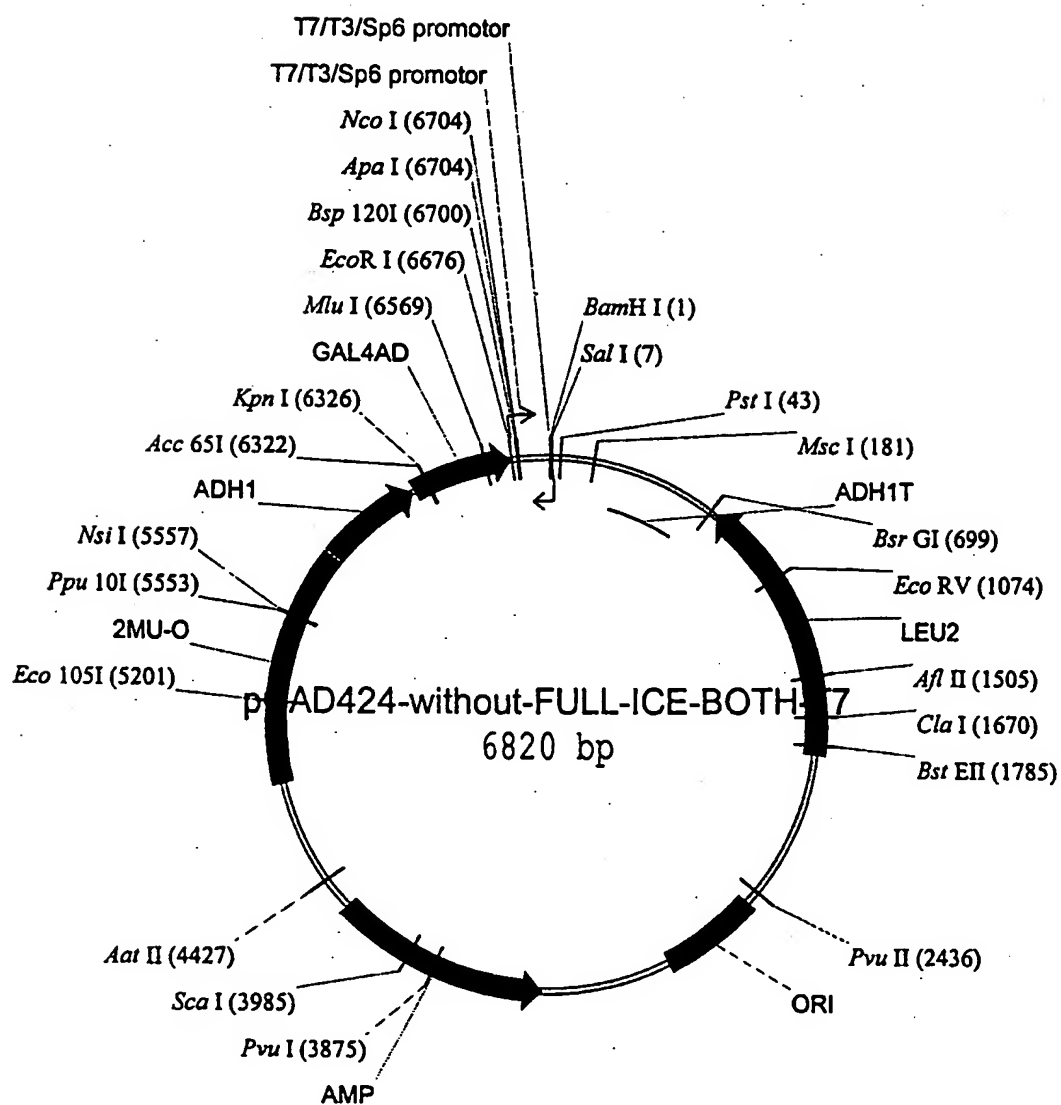 T7/T3/Sp6 promotor
T7/T3/Sp6 promotor
Nco I (6704)
Apa I (6704)
Bsp 120I (6700)
EcoR I (6676)
Mlu I (6569)
GAL4AD
Kpn I (6326)
Acc 65I (6322)
ADH1
Nsi I (5557)
Ppu 10I (5553)
2MU-O
Eco 105I (5201)
BamH I (1)
Sal I (7)
Pst I (43)
Msc I (181)
ADH1T
Bsr GI (699)
Eco RV (1074)
LEU2
Afl II (1505)
Cla I (1670)
Bst EII (1785)
AD424-without-FULL-ICE-BOTH-T7
6820 bp
Aat II (4427)
Sca I (3985)
Pvu I (3875)
AMP
Pvu II (2436)
ORI